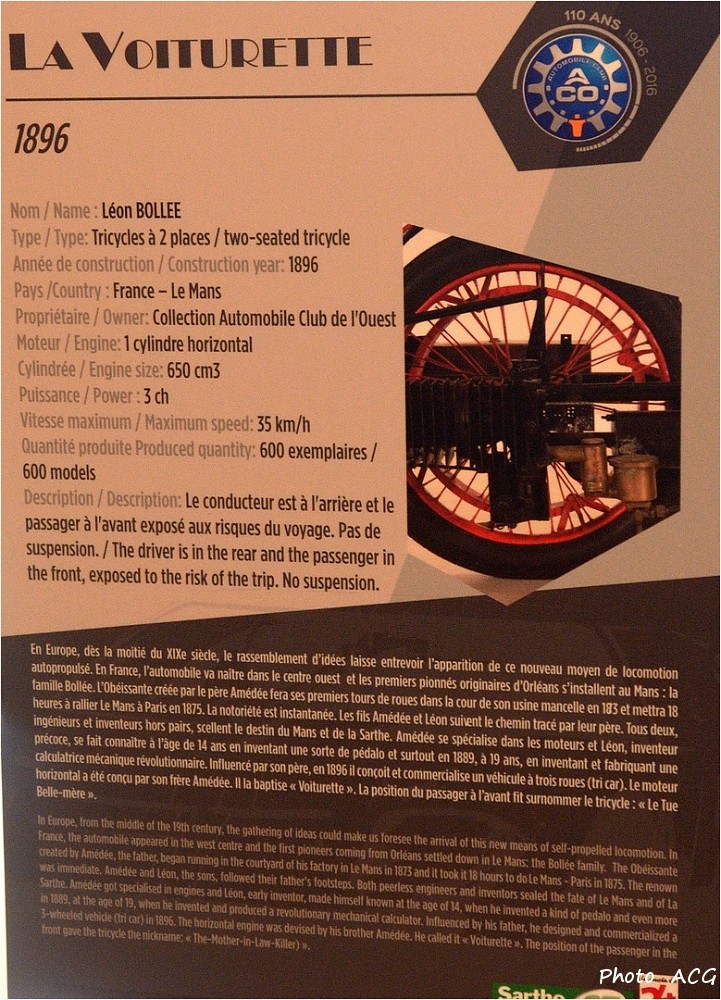 LA VOITURETTE
110 ANS 1906-2016
AUTOMOBILE CLUB
ACO
1896
Nom / Name : Léon BOLLEE
Type / Type: Tricycles à 2 places / two-seated tricycle
Année de construction / Construction year: 1896
Pays /Country : France – Le Mans
Propriétaire / Owner: Collection Automobile Club de l'Ouest
Moteur / Engine: 1 cylindre horizontal
Cylindrée / Engine size: 650 cm3
Puissance / Power : 3 ch
Vitesse maximum / Maximum speed: 35 km/h
Quantité produite Produced quantity: 600 exemplaires /
600 models
Description / Description: Le conducteur est à l'arrière et le
passager à l'avant exposé aux risques du voyage. Pas de
suspension. / The driver is in the rear and the passenger in
the front, exposed to the risk of the trip. No suspension.
En Europe, dès la moitié du XIXe siècle, le rassemblement d'idées laisse entrevoir l'apparition de ce nouveau moyen de locomotion
autopropulsé. En France, l'automobile va naître dans le centre ouest et les premiers pionnés originaires d'Orléans s'installent au Mans : la
famille Bollée. L'Obéissante créée par le père Amédée fera ses premiers tours de roues dans la cour de son usine mancelle en 1873 et mettra 18
heures à rallier Le Mans à Paris en 1875. La notoriété est instantanée. Les fils Amédée et Léon suivent le chemin tracé par leur père. Tous deux,
ingénieurs et inventeurs hors pairs, scellent le destin du Mans et de la Sarthe. Amédée se spécialise dans les moteurs et Léon, inventeur
précoce, se fait connaître à l'âge de 14 ans en inventant une sorte de pédalo et surtout en 1889, à 19 ans, en inventant et fabriquant une
calculatrice mécanique révolutionnaire. Influencé par son père, en 1896 il conçoit et commercialise un véhicule à trois roues (tri car). Le moteur
horizontal a été conçu par son frère Amédée. Il la baptise « Voiturette ». La position du passager à l'avant fit surnommer le tricycle : « Le Tue
Belle-mère ».
In Europe, from the middle of the 19th century, the gathering of ideas could make us foresee the arrival of this new means of self-propelled locomotion. In
France, the automobile appeared in the west centre and the first pioneers coming from Orléans settled down in Le Mans: the Bollée family. The Obéissante
created by Amédée, the father, began running in the courtyard of his factory in Le Mans in 1873 and it took it 18 hours to do Le Mans - Paris in 1875. The renown
was immediate. Amédée and Léon, the sons, followed their father's footsteps. Both peerless engineers and inventors sealed the fate of Le Mans and of La
Sarthe. Amédée got specialised in engines and Léon, early inventor, made himself known at the age of 14, when he invented a kind of pedalo and even more
in 1889, at the age of 19, when he invented and produced a revolutionary mechanical calculator. Influenced by his father, he designed and commercialized a
3-wheeled vehicle (tri car) in 1896. The horizontal engine was devised by his brother Amédée. He called it « Voiturette ». The position of the passenger in the
front gave the tricycle the nickname: « The-Mother-in-Law-Killer) ».
Sarthe
24
Photo ACG